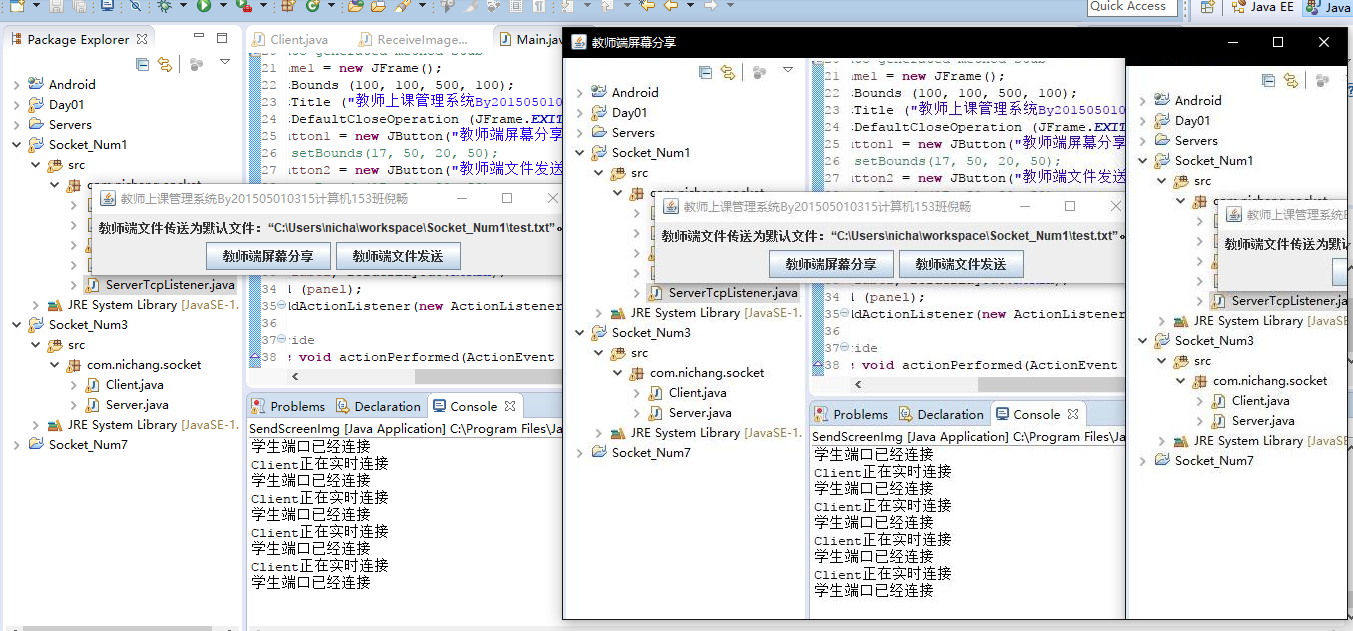 Quick Access
Java EE
Java
Package Explorer
Android
Day01
Servers
Socket_Num1
src
com.nichang.socket
ServerTcpListener.java
JRE System Library [JavaSE-1.
Socket_Num3
src
com.nichang.socket
Client.java
Server.java
JRE System Library [JavaSE-1.
Socket_Num7
Client.java
ReceiveImage...
Main.jav
21 amel = new JFrame();
22 Bounds (100, 100, 500, 100);
23 Title ("教师上课管理系统By201505010
24 DefaultCloseOperation (JFrame.EXIT
25 tton1 = new JButton("教师端屏幕分享
26 setBounds(17, 50, 20, 50);
27 tton2 = new JButton("教师端文件发送
教师上课管理系统By201505010315计算机153班倪畅
教师端文件传送为默认文件：“C:\Users\nicha\workspace\Socket_Num1\test.txt”。
教师端屏幕分享
教师端文件发送
34 l (panel);
35 ddActionListener(new ActionListener
36
37 ide
38 void actionPerformed(ActionEvent
Problems
Declaration
Console
SendScreenImg [Java Application] C:\Program Files\Ja
学生端口已经连接
Client正在实时连接
学生端口已经连接
Client正在实时连接
学生端口已经连接
Client正在实时连接
学生端口已经连接
Client正在实时连接
学生端口已经连接
教师端屏幕分享
Android
Day01
Servers
Socket_Num1
src
ServerTcpListener.java
JRE System Library [JavaSE-1.
Socket_Num3
src
com.nichang.socket
Client.java
Server.java
JRE System Library [JavaSE-1.
Socket_Num7
21 amel = new JFrame();
22 Bounds (100, 100, 500, 100);
23 Title ("教师上课管理系统By201505010
24 DefaultCloseOperation (JFrame.EXIT
25 tton1 = new JButton("教师端屏幕分享
26 setBounds(17, 50, 20, 50);
27 tton2 = new JButton("教师端文件发送
教师上课管理系统By201505010315计算机153班倪畅
教师端文件传送为默认文件：“C:\Users\nicha\workspace\Socket_Num1\test.txt”。
教师端屏幕分享
教师端文件发送
34 l (panel);
35 ddActionListener(new ActionListener
36
37 ide
38 void actionPerformed(ActionEvent
Problems
Declaration
Console
SendScreenImg [Java Application] C:\Program Files\Ja
学生端口已经连接
Client正在实时连接
学生端口已经连接
Client正在实时连接
学生端口已经连接
Client正在实时连接
学生端口已经连接
Client正在实时连接
学生端口已经连接
Android
Day01
Servers
Socket_Num1
src
教师上课管理系统B
教师端文件传送为默认
ServerTcpListener.ja
JRE System Library [JavaSE
Socket_Num3
src
com.nichang.socket
Client.java
Server.java
JRE System Library [JavaSE
Socket_Num7